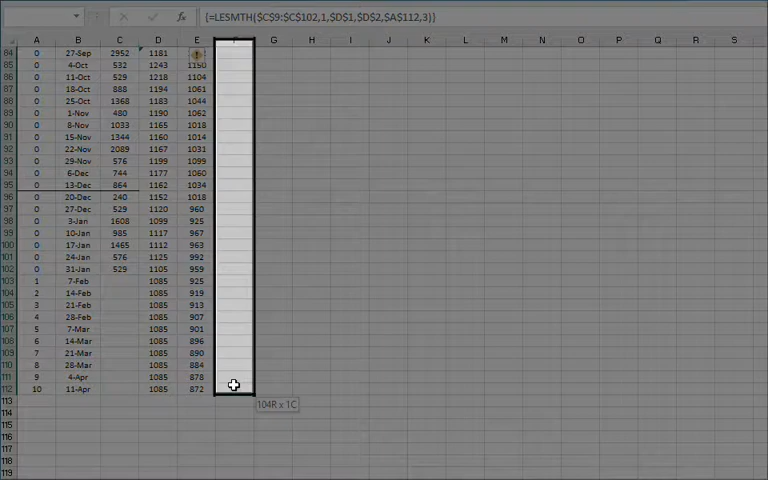 {=LESMTH($C$9:$C$102,1,$D$1,$D$2,$A$112,3)}
A B C D E F G H I J K L M N O P Q R S
84 0 27-Sep 2952 1181
85 0 4-Oct 532 1243 1150
86 0 11-Oct 529 1218 1104
87 0 18-Oct 888 1194 1061
88 0 25-Oct 1368 1183 1044
89 0 1-Nov 480 1190 1062
90 0 8-Nov 1033 1165 1018
91 0 15-Nov 1344 1160 1014
92 0 22-Nov 2089 1167 1031
93 0 29-Nov 576 1199 1099
94 0 6-Dec 744 1177 1060
95 0 13-Dec 864 1162 1034
96 0 20-Dec 240 1152 1018
97 0 27-Dec 529 1120 960
98 0 3-Jan 1608 1099 925
99 0 10-Jan 985 1117 967
100 0 17-Jan 1465 1112 963
101 0 24-Jan 576 1125 992
102 0 31-Jan 529 1105 959
103 1 7-Feb 1085 925
104 2 14-Feb 1085 919
105 3 21-Feb 1085 913
106 4 28-Feb 1085 907
107 5 7-Mar 1085 901
108 6 14-Mar 1085 896
109 7 21-Mar 1085 890
110 8 28-Mar 1085 884
111 9 4-Apr 1085 878
112 10 11-Apr 1085 872
113 104R x 1C
114
115
116
117
118
119